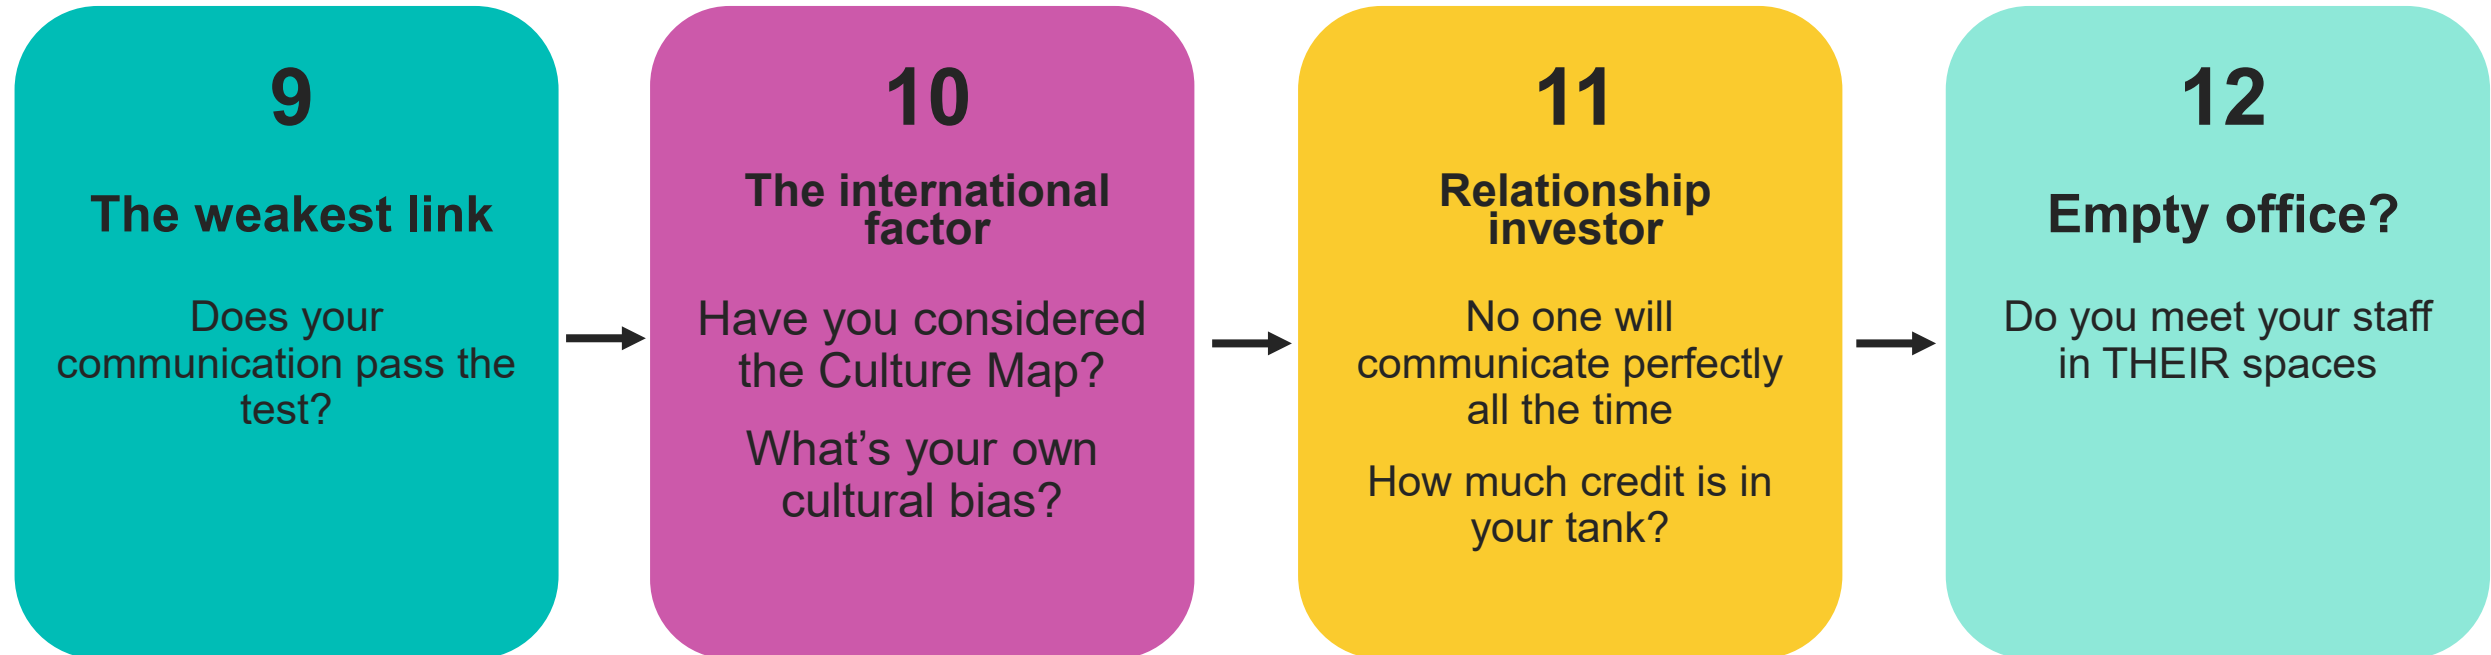 9
The weakest link
Does your
communication pass the
test?
10
The international
factor
Have you considered
the Culture Map?
What’s your own
cultural bias?
11
Relationship
investor
No one will
communicate perfectly
all the time
How much credit is in
your tank?
12
Empty office?
Do you meet your staff
in THEIR spaces